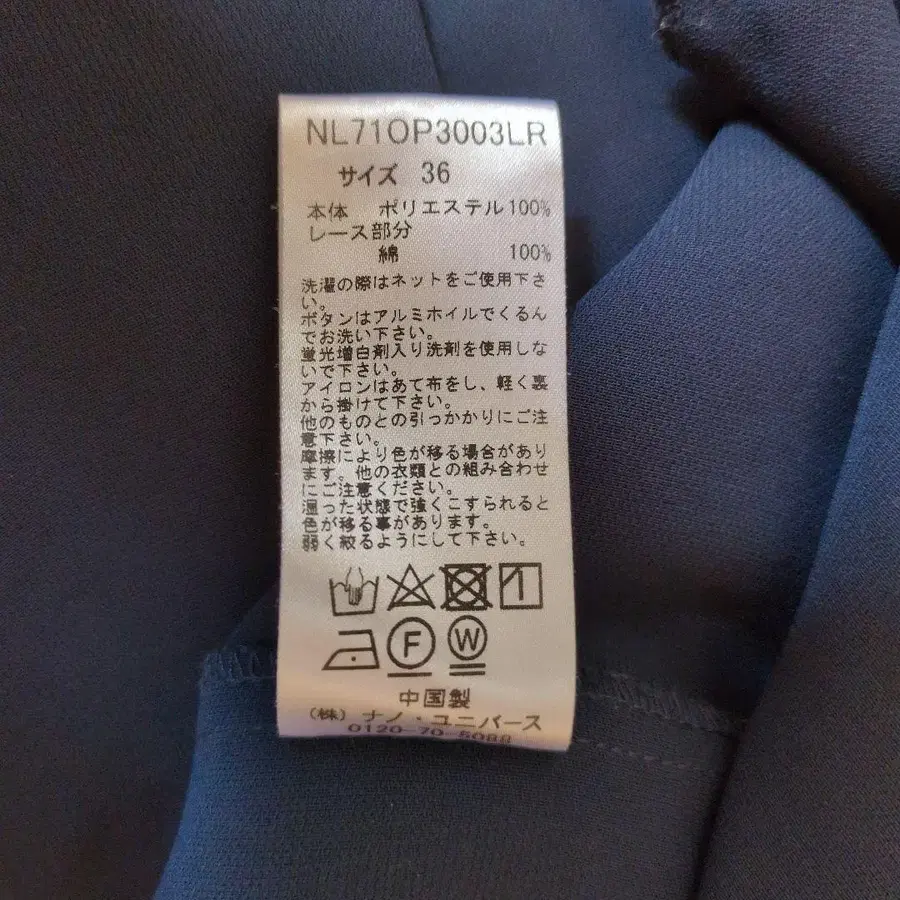 NL71OP3003LR
サイズ 36
本体 ポリエステル100%
レース部分
綿 100%
洗濯の際はネットをご使用下さ
い。
ボタンはアルミホイルでくるん
でお洗い下さい。
蛍光増白剤入り洗剤を使用しな
いで下さい。
アイロンはあて布をし、軽く裏
から掛けて下さい。
他のものとの引っかかりにご注
意下さい。
摩擦により色が移る場合があり
ます。他の衣類との組み合わせ
にご注意ください。
湿った状態で強くこすられると
色が移る事があります。
弱く絞るようにして下さい。
F W
中国製
(株)ナノ・ユニバース
0120-70-5088